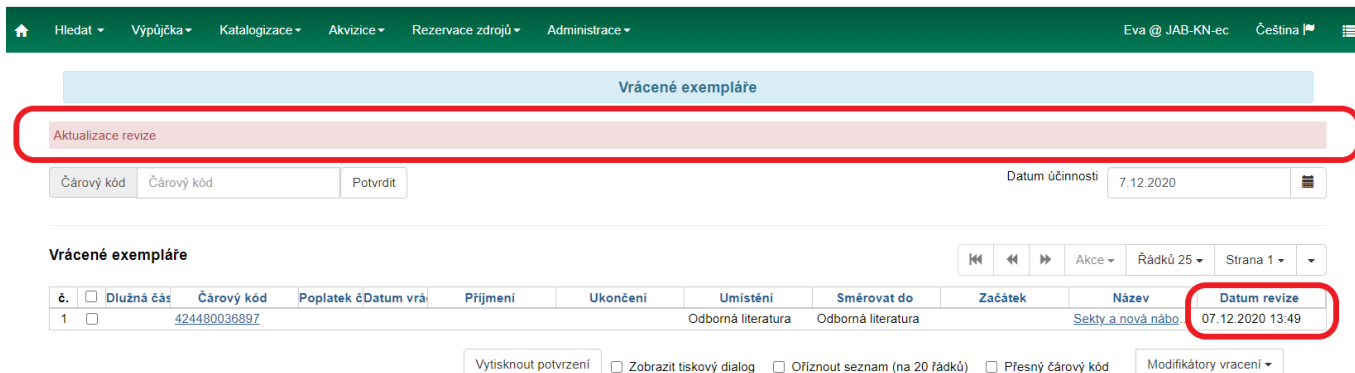 Hledat Výpůjčka Katalogizace Akvizice Rezervace zdrojů Administrace Eva @ JAB-KN-ec Čeština
Vrácené exempláře
Aktualizace revize
Čárový kód Čárový kód Potvrdit Datum účinnosti 7.12.2020
Vrácené exempláře Akce Řádků 25 Strana 1
č. Dlužná čás Čárový kód Poplatek č Datum vrá Příjmení Ukončení Umístění Směrovat do Začátek Název Datum revize
1 424480036897 Odborná literatura Odborná literatura Sekty a nová nábo... 07.12.2020 13:49
Vytisknout potvrzení Zobrazit tiskový dialog Oříznout seznam (na 20 řádků) Přesný čárový kód Modifikátory vracení